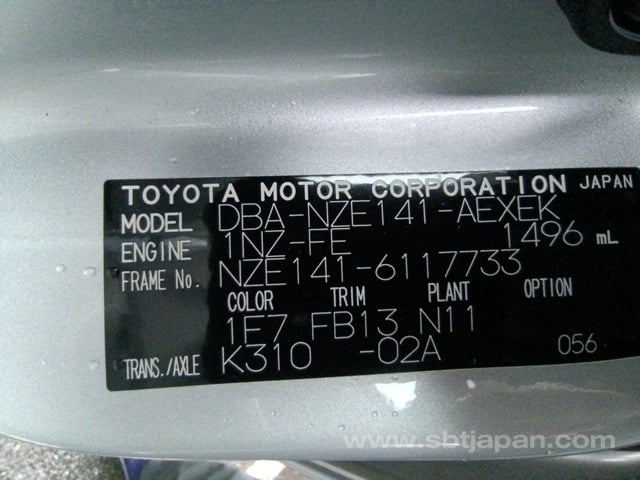 TOYOTA MOTOR CORPORATION JAPAN
MODEL DBA-NZE141-AEXEK
ENGINE 1NZ-FE 1496 mL
FRAME No. NZE141-6117733
COLOR TRIM PLANT OPTION
1E7 FB13 N11
TRANS./AXLE K310 -02A 056
www.sbtjapan.com